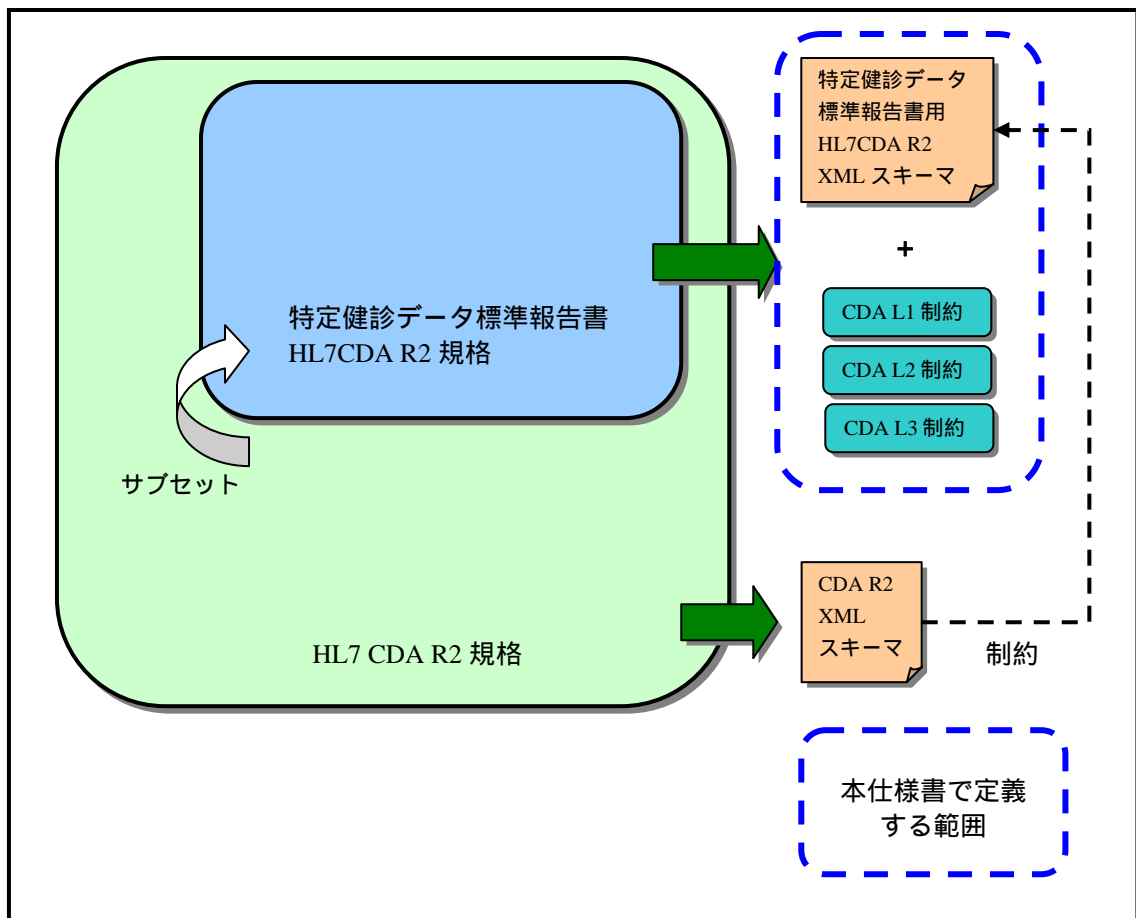 特定健診データ標準報告書
HL7CDA R2 規格
サブセット
HL7 CDA R2 規格
特定健診データ
標準報告書用
HL7CDA R2
XML スキーマ
+
CDA L1 制約
CDA L2 制約
CDA L3 制約
CDA R2
XML
スキーマ
制約
本仕様書で定義
する範囲